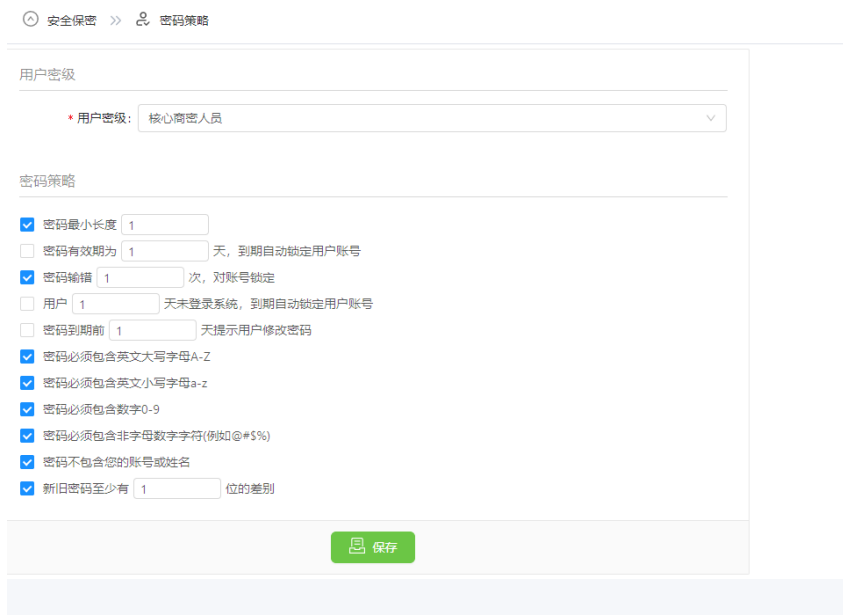 安全保密 >> 密码策略
用户密级
* 用户密级: 核心商密人员
密码策略
密码最小长度 1
密码有效期为 1 天，到期自动锁定用户账号
密码输错 1 次，对账号锁定
用户 1 天未登录系统，到期自动锁定用户账号
密码到期前 1 天提示用户修改密码
密码必须包含英文大写字母A-Z
密码必须包含英文小写字母a-z
密码必须包含数字0-9
密码必须包含非字母数字字符(例如@#$%)
密码不包含您的账号或姓名
新旧密码至少有 1 位的差别
保存